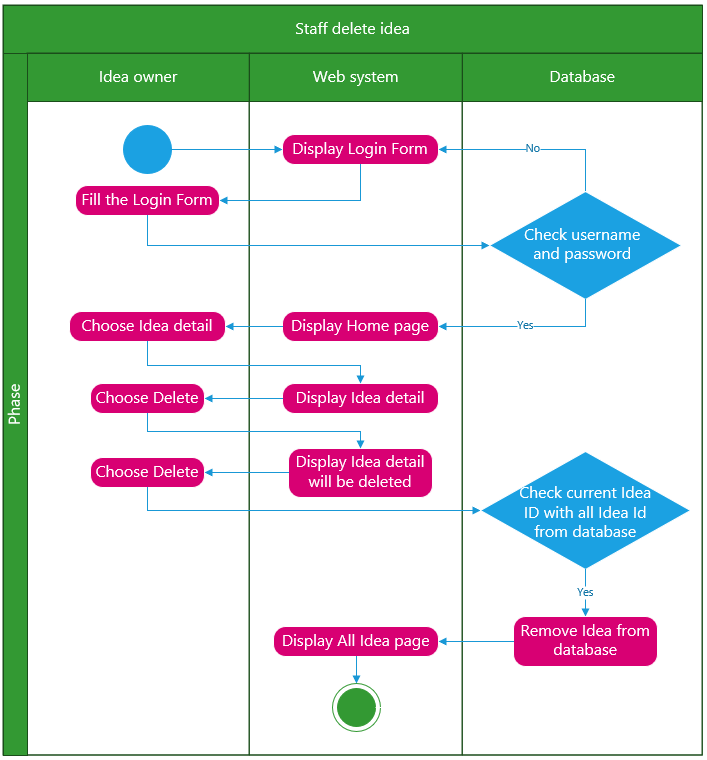 Staff delete idea
Idea owner
Web system
Database
Phase
Display Login Form
No
Fill the Login Form
Check username
and password
Choose Idea detail
Display Home page
Yes
Choose Delete
Display Idea detail
Choose Delete
Display Idea detail
will be deleted
Check current Idea
ID with all Idea Id
from database
Yes
Display All Idea page
Remove Idea from
database